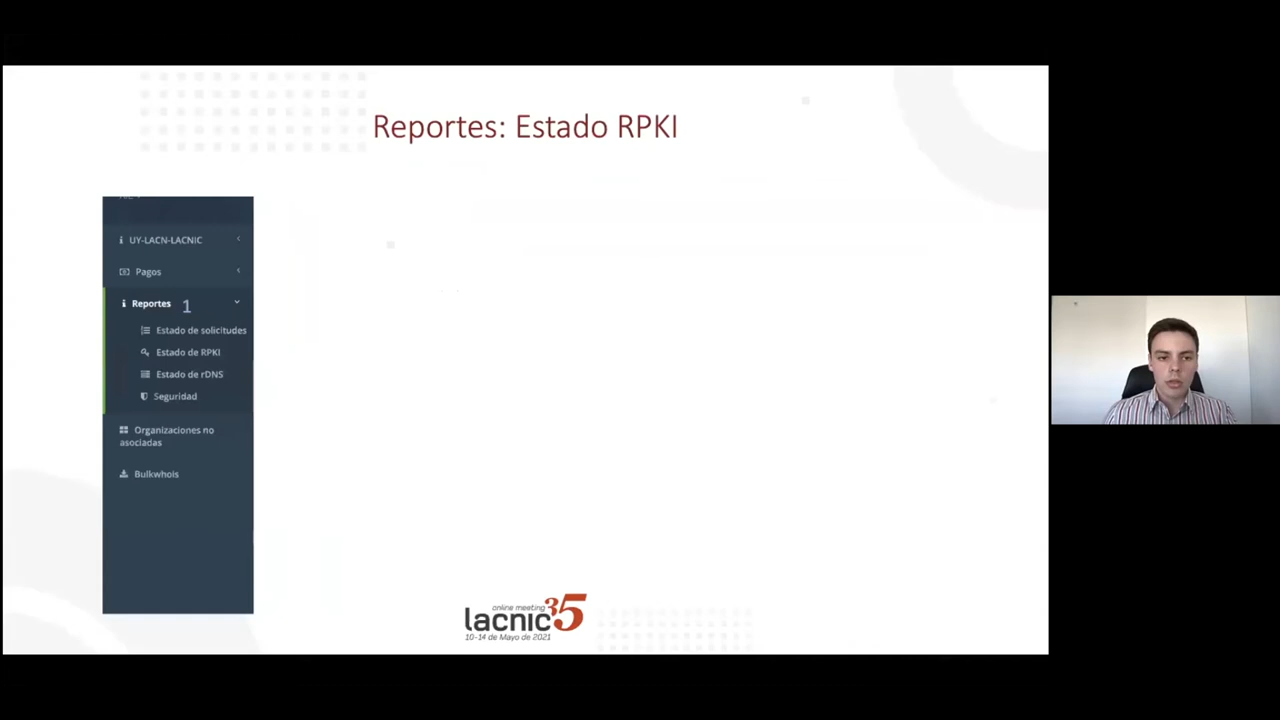 Reportes: Estado RPKI
UY-LACN-LACNIC
Pagos
Reportes 1
Estado de solicitudes
Estado de RPKI
Estado de rDNS
Seguridad
Organizaciones no
asociadas
Bulkwhois
online meeting
lacnic35
10-14 de Mayo de 2021